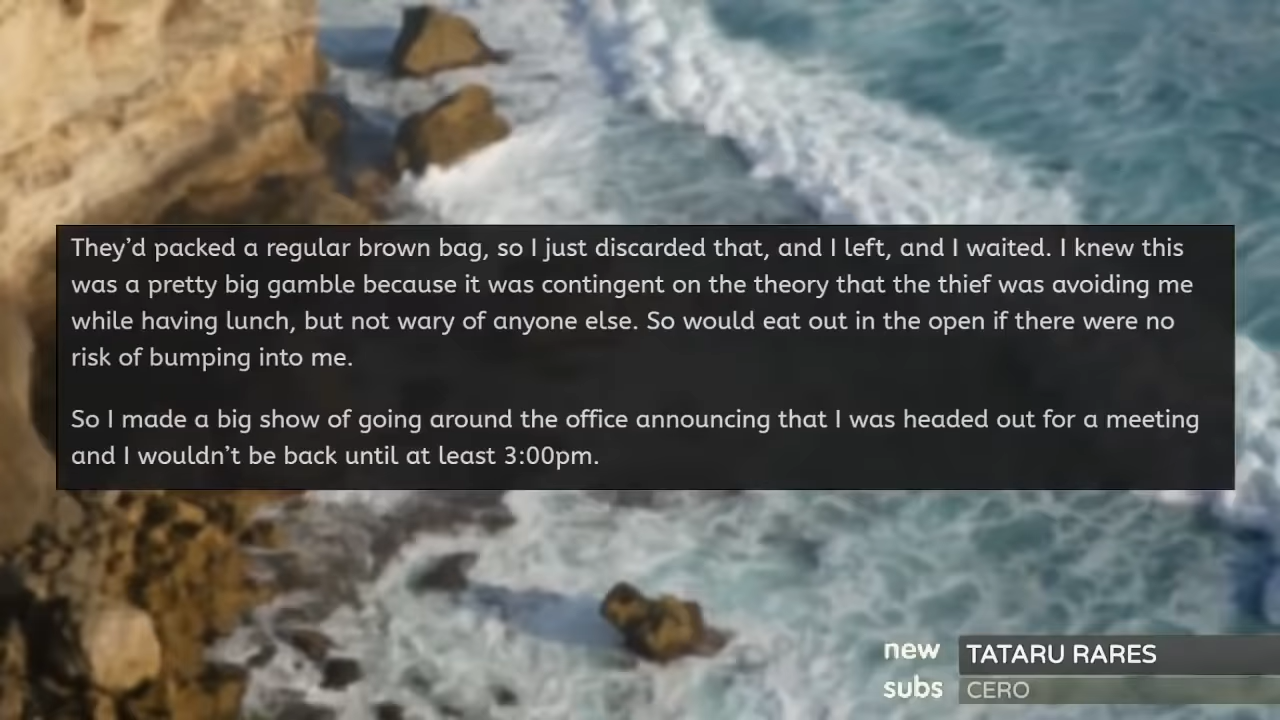 They’d packed a regular brown bag, so I just discarded that, and I left, and I waited. I knew this
was a pretty big gamble because it was contingent on the theory that the thief was avoiding me
while having lunch, but not wary of anyone else. So would eat out in the open if there were no
risk of bumping into me.
So I made a big show of going around the office announcing that I was headed out for a meeting
and I wouldn’t be back until at least 3:00pm.
new
TATARU RARES
subs
CERO